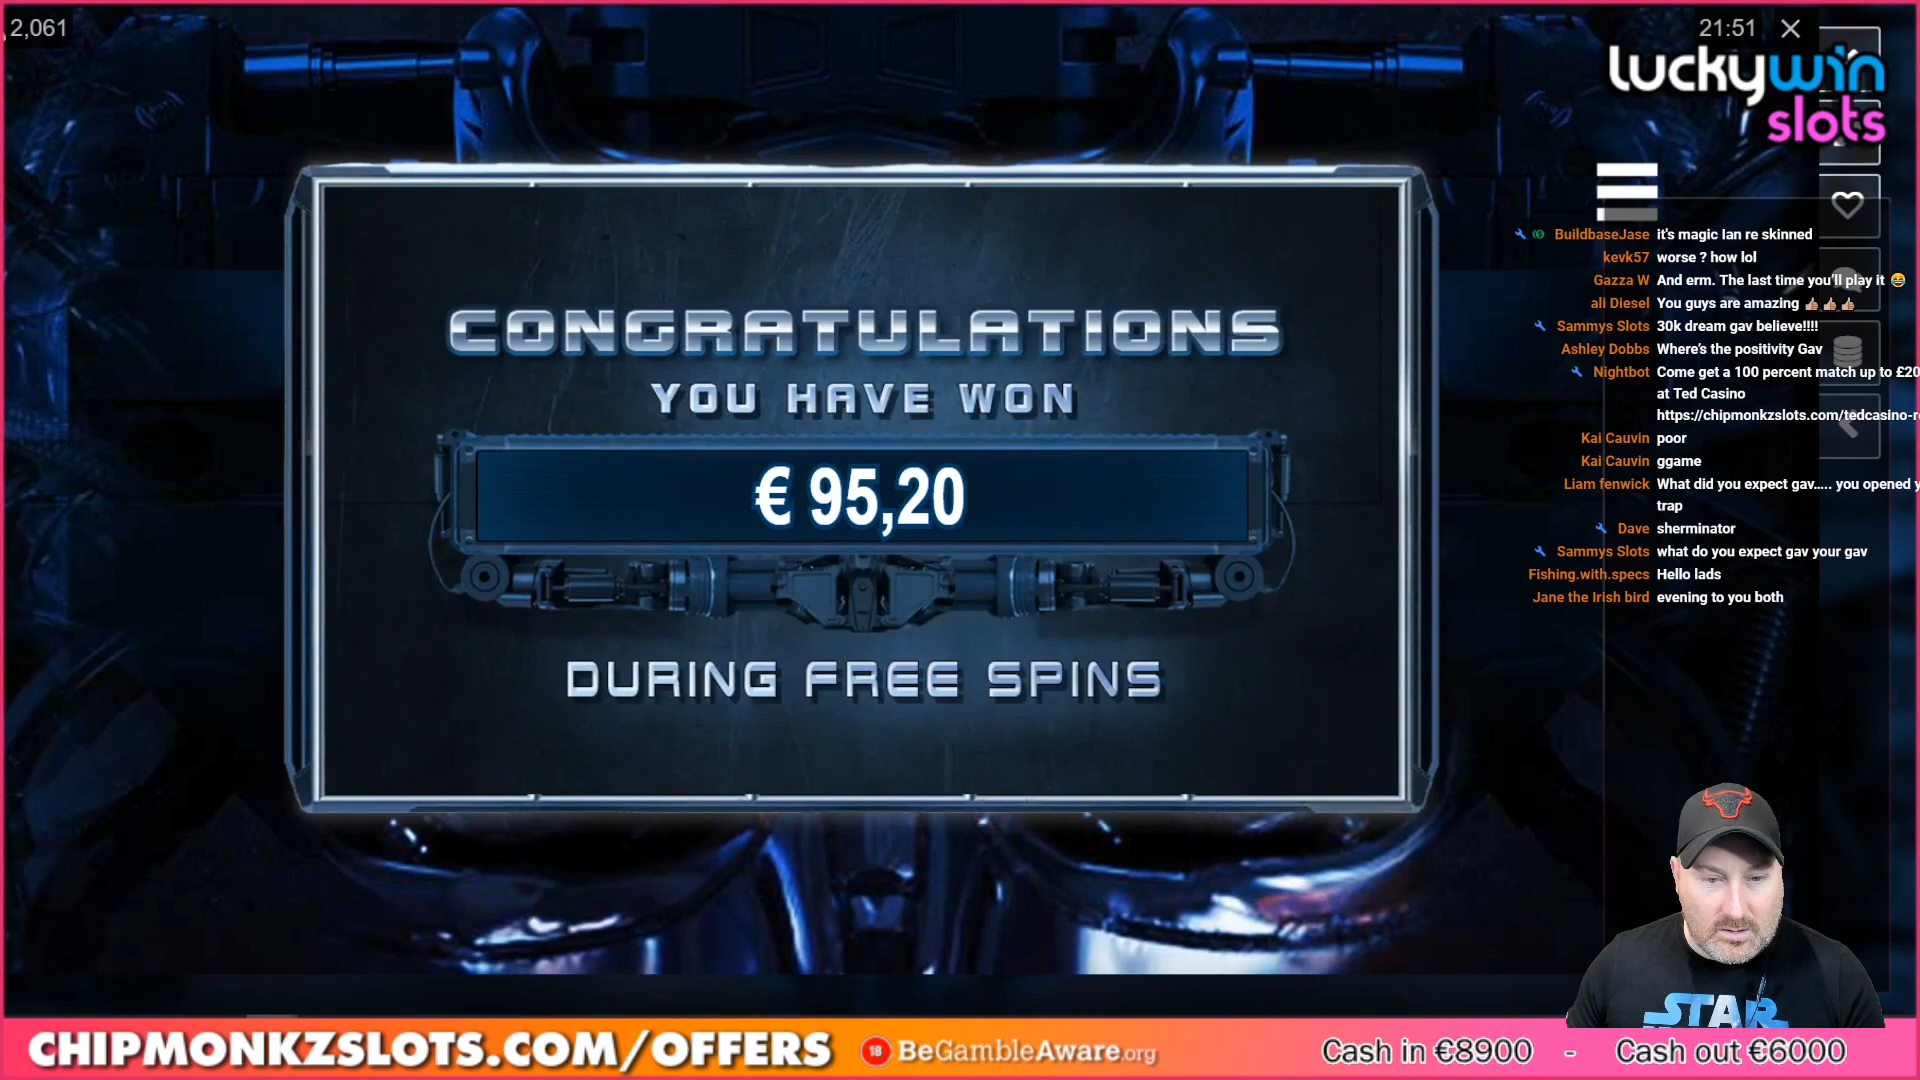 2,061
21:51
luckywin
slots
BuildbaseJase it's magic Ian re skinned
kevk57 worse ? how lol
Gazza W And erm. The last time you'll play it 😅
ali Diesel You guys are amazing 👍🏼👍🏼👍🏼
Sammys Slots 30k dream gav believe!!!!
Ashley Dobbs Where's the positivity Gav
Nightbot Come get a 100 percent match up to £20
at Ted Casino
https://chipmonkzslots.com/tedcasino-r
Kai Cauvin poor
Kai Cauvin ggame
Liam fenwick What did you expect gav..... you opened y
trap
Dave sherminator
Sammys Slots what do you expect gav your gav
Fishing.with.specs Hello lads
Jane the Irish bird evening to you both
CONGRATULATIONS
YOU HAVE WON
€ 95,20
DURING FREE SPINS
STAR
CHIPMONKZSLOTS.COM/OFFERS
18 BeGambleAware.org
Cash in €8900 - Cash out €6000